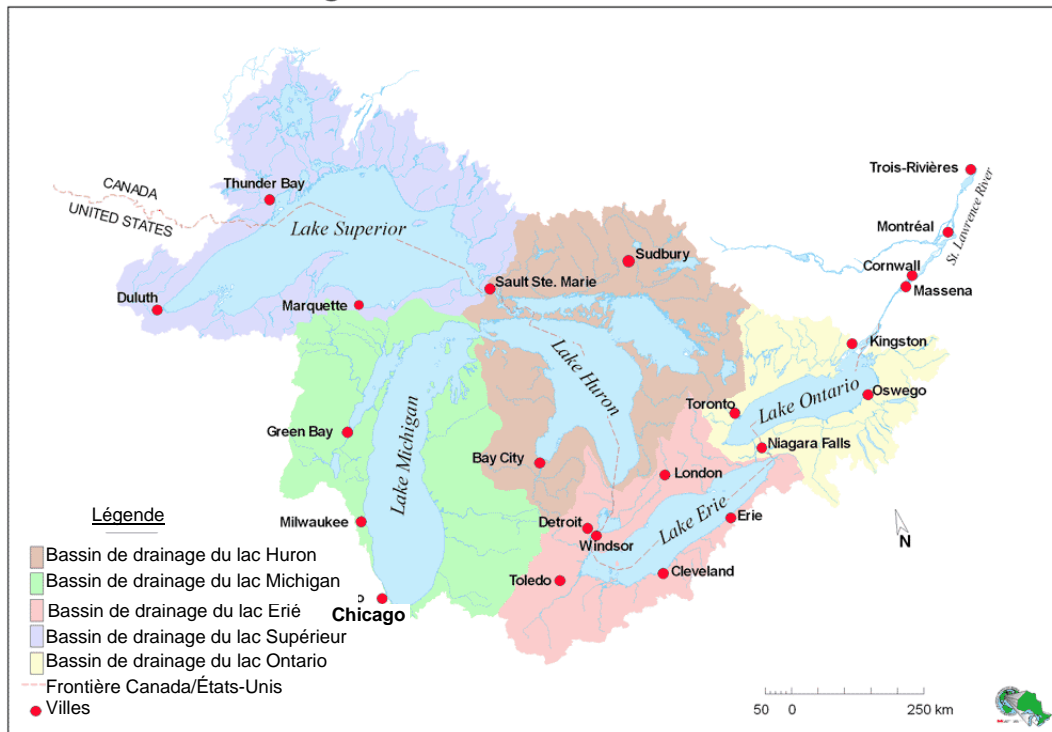 CANADA
UNITED STATES
Thunder Bay
Lake Superior
Duluth
Marquette
Sault Ste. Marie
Sudbury
Trois-Rivières
Montréal
St. Lawrence River
Cornwall
Massena
Kingston
Lake Huron
Lake Michigan
Lake Ontario
Toronto
Oswego
Niagara Falls
Green Bay
Bay City
London
Milwaukee
Detroit
Windsor
Lake Erie
Erie
Toledo
Cleveland
Chicago
N
Légende
Bassin de drainage du lac Huron
Bassin de drainage du lac Michigan
Bassin de drainage du lac Erié
Bassin de drainage du lac Supérieur
Bassin de drainage du lac Ontario
Frontière Canada/États-Unis
Villes
50 0 250 km